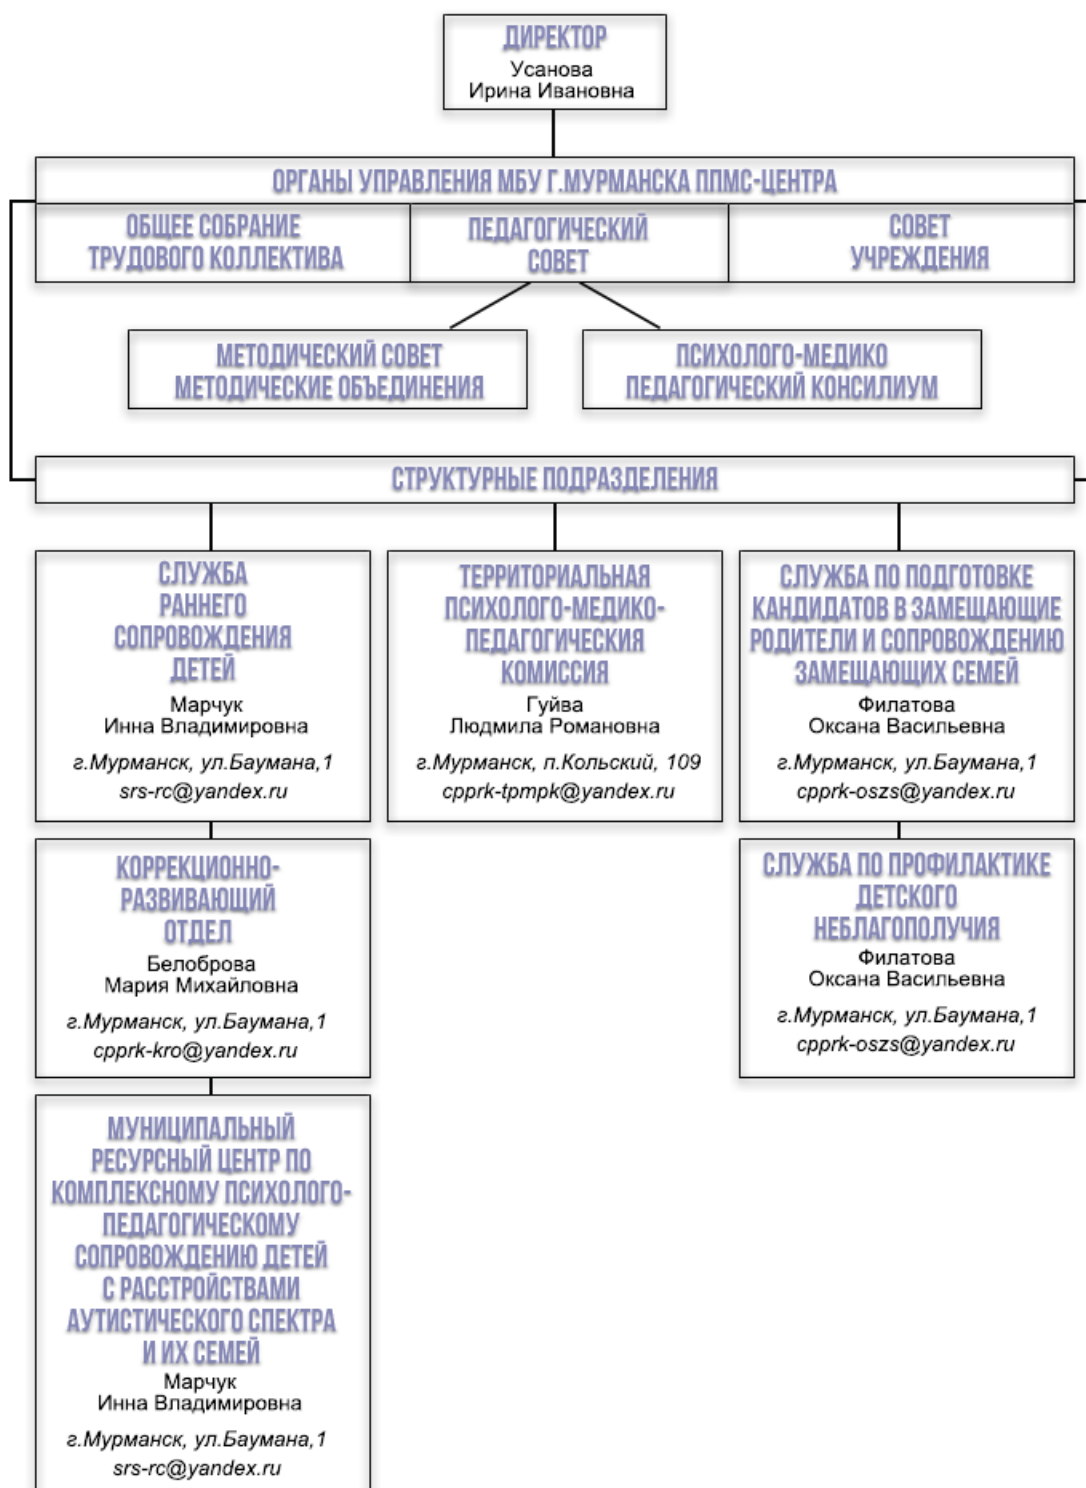 ДИРЕКТОР
Усанова
Ирина Ивановна
ОРГАНЫ УПРАВЛЕНИЯ МБУ Г.МУРМАНСКА ППМС-ЦЕНТРА
ОБЩЕЕ СОБРАНИЕ
ТРУДОВОГО КОЛЛЕКТИВА
ПЕДАГОГИЧЕСКИЙ
СОВЕТ
СОВЕТ
УЧРЕЖДЕНИЯ
МЕТОДИЧЕСКИЙ СОВЕТ
МЕТОДИЧЕСКИЕ ОБЪЕДИНЕНИЯ
ПСИХОЛОГО-МЕДИКО
ПЕДАГОГИЧЕСКИЙ КОНСИЛИУМ
СТРУКТУРНЫЕ ПОДРАЗДЕЛЕНИЯ
СЛУЖБА
РАННЕГО
СОПРОВОЖДЕНИЯ
ДЕТЕЙ
Марчук
Инна Владимировна
г.Мурманск, ул.Баумана,1
srs-rc@yandex.ru
ТЕРРИТОРИАЛЬНАЯ
ПСИХОЛОГО-МЕДИКО-
ПЕДАГОГИЧЕСКИЯ
КОМИССИЯ
Гуйва
Людмила Романовна
г.Мурманск, п.Кольский, 109
cpprk-tpmpk@yandex.ru
СЛУЖБА ПО ПОДГОТОВКЕ
КАНДИДАТОВ В ЗАМЕЩАЮЩИЕ
РОДИТЕЛИ И СОПРОВОЖДЕНИЮ
ЗАМЕЩАЮЩИХ СЕМЕЙ
Филатова
Оксана Васильевна
г.Мурманск, ул.Баумана,1
cpprk-oszs@yandex.ru
КОРРЕКЦИОННО-
РАЗВИВАЮЩИЙ
ОТДЕЛ
Белоброва
Мария Михайловна
г.Мурманск, ул.Баумана,1
cpprk-kro@yandex.ru
СЛУЖБА ПО ПРОФИЛАКТИКЕ
ДЕТСКОГО
НЕБЛАГОПОЛУЧИЯ
Филатова
Оксана Васильевна
г.Мурманск, ул.Баумана,1
cpprk-oszs@yandex.ru
МУНИЦИПАЛЬНЫЙ
РЕСУРСНЫЙ ЦЕНТР ПО
КОМПЛЕКСНОМУ ПСИХОЛОГО-
ПЕДАГОГИЧЕСКОМУ
СОПРОВОЖДЕНИЮ ДЕТЕЙ
С РАССТРОЙСТВАМИ
АУТИСТИЧЕСКОГО СПЕКТРА
И ИХ СЕМЕЙ
Марчук
Инна Владимировна
г.Мурманск, ул.Баумана,1
srs-rc@yandex.ru